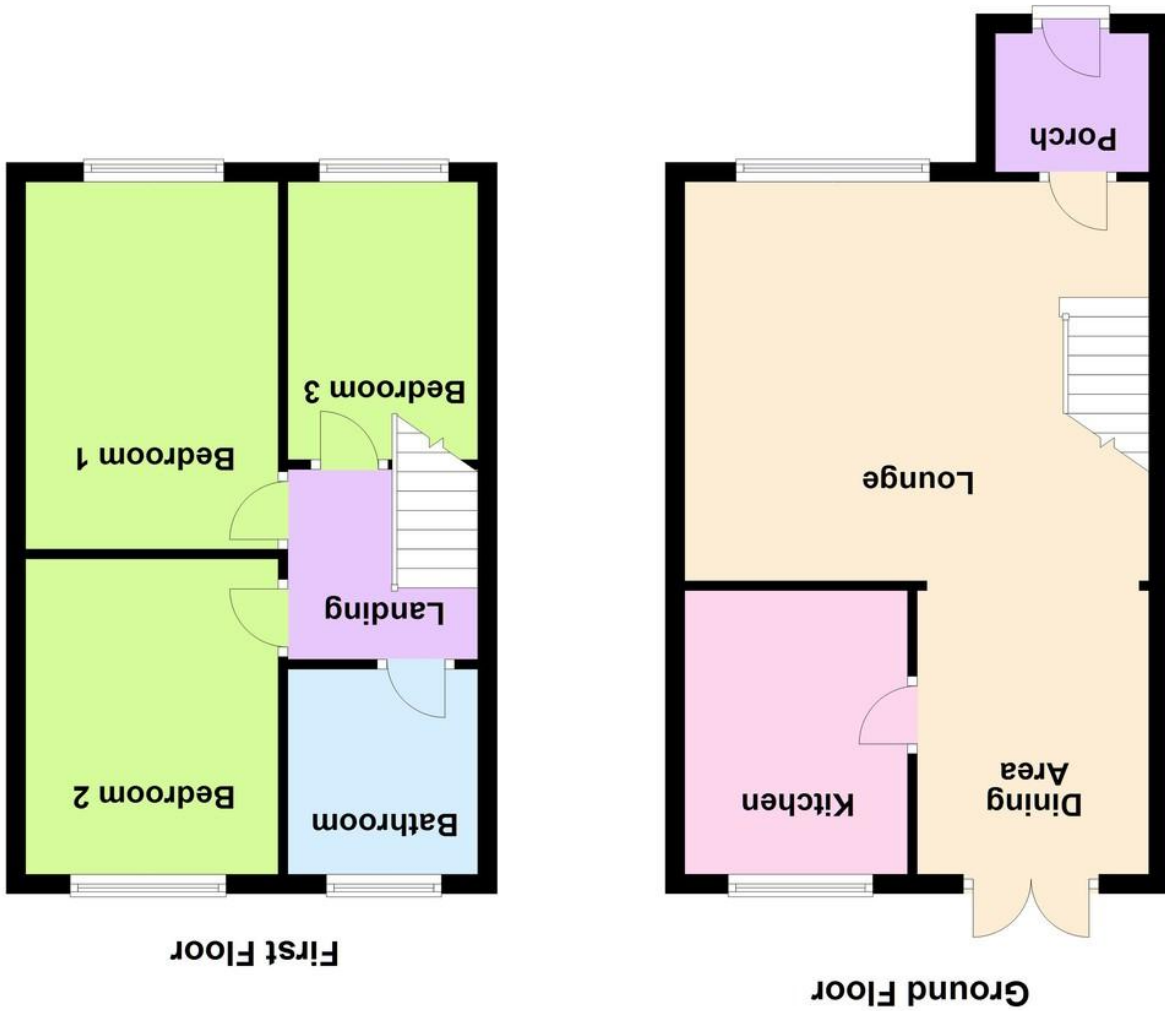 Ground Floor
Dining
Area
Kitchen
Lounge
Porch
First Floor
Bathroom
Bedroom 2
Landing
Bedroom 1
Bedroom 3